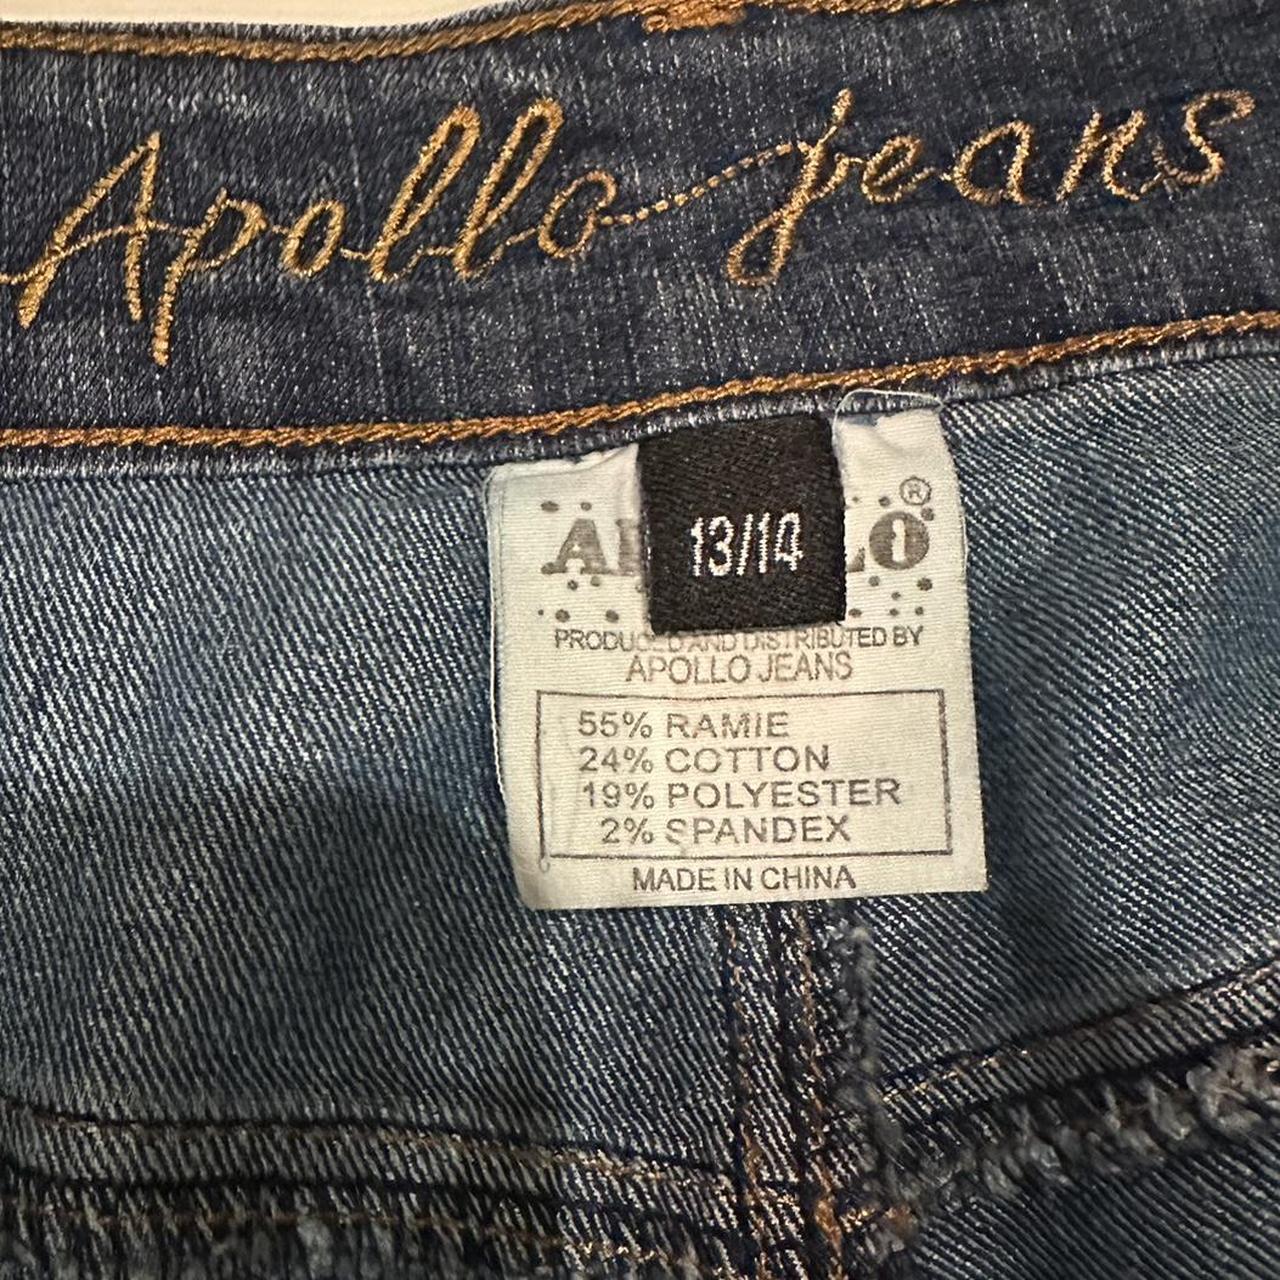 Apollo jeans
13/14
®
PRODUCED AND DISTRIBUTED BY
APOLLO JEANS
55% RAMIE
24% COTTON
19% POLYESTER
2% SPANDEX
MADE IN CHINA